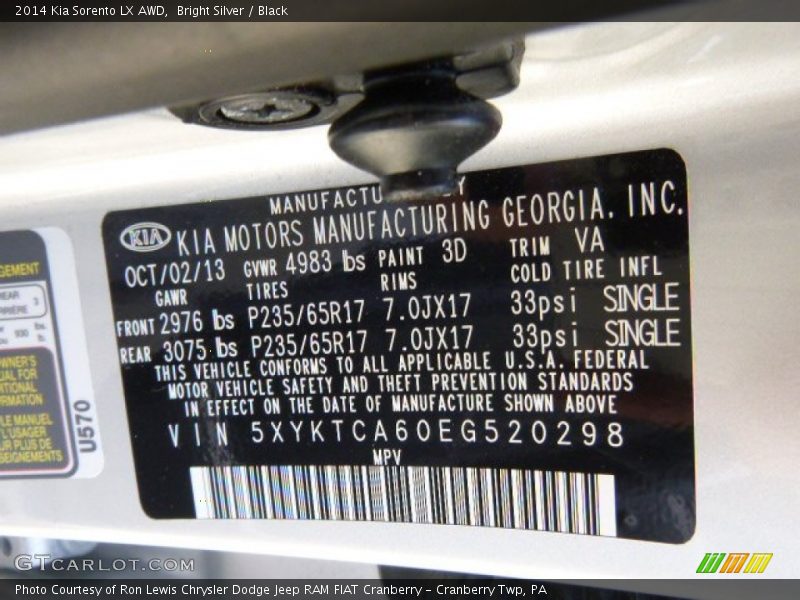 2014 Kia Sorento LX AWD,  Bright Silver / Black
MANUFACTU
KIA KIA MOTORS MANUFACTURING GEORGIA, INC.
OCT/02/13 GVWR 4983 lbs PAINT 3D TRIM VA
GAWR TIRES RIMS COLD TIRE INFL
FRONT 2976 lbs P235/65R17 7.0JX17 33psi SINGLE
REAR 3075 lbs P235/65R17 7.0JX17 33psi SINGLE
THIS VEHICLE CONFORMS TO ALL APPLICABLE U.S.A. FEDERAL
MOTOR VEHICLE SAFETY AND THEFT PREVENTION STANDARDS
IN EFFECT ON THE DATE OF MANUFACTURE SHOWN ABOVE
VIN 5XYKTCA60EG520298
MPV
REAR 3
U570
GTCARLOT.COM
Photo Courtesy of Ron Lewis Chrysler Dodge Jeep RAM FIAT Cranberry – Cranberry Twp, PA